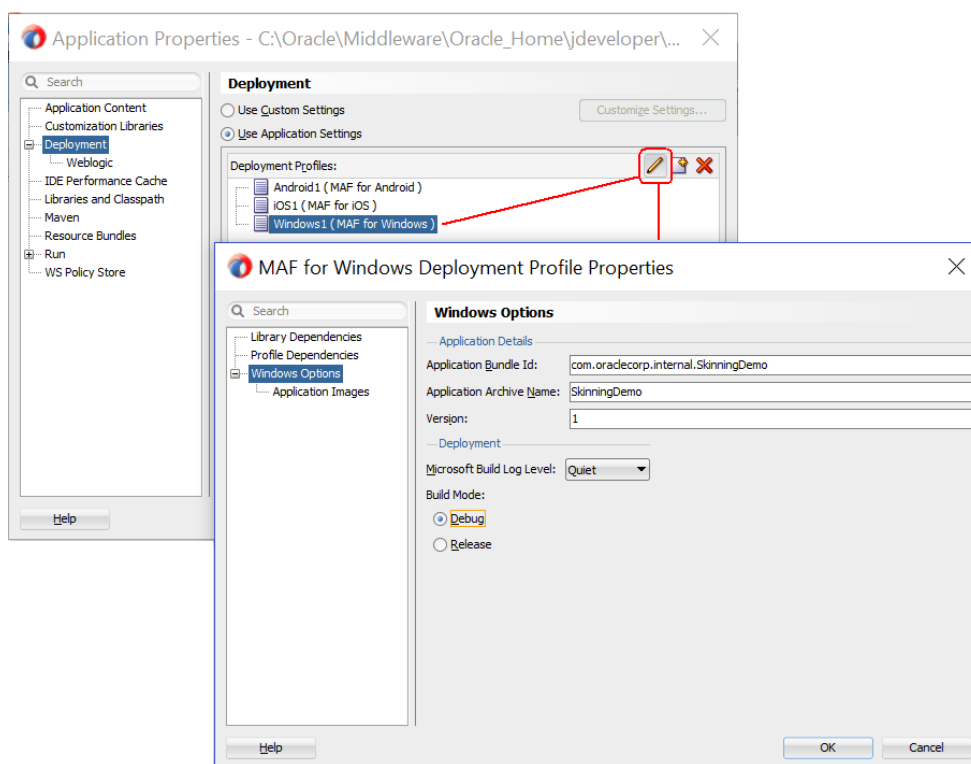 Application Properties - C:\Oracle\Middleware\Oracle_Home\jdeveloper\...
Search
Application Content
Customization Libraries
Deployment
Weblogic
IDE Performance Cache
Libraries and Classpath
Maven
Resource Bundles
Run
WS Policy Store
Help
Deployment
Use Custom Settings
Customize Settings...
Use Application Settings
Deployment Profiles:
Android1 ( MAF for Android )
iOS1 ( MAF for iOS )
Windows1 ( MAF for Windows )
MAF for Windows Deployment Profile Properties
Search
Library Dependencies
Profile Dependencies
Windows Options
Application Images
Windows Options
Application Details
Application Bundle Id: com.oraclecorp.internal.SkinningDemo
Application Archive Name: SkinningDemo
Version: 1
Deployment
Microsoft Build Log Level: Quiet
Build Mode:
Debug
Release
Help
OK
Cancel